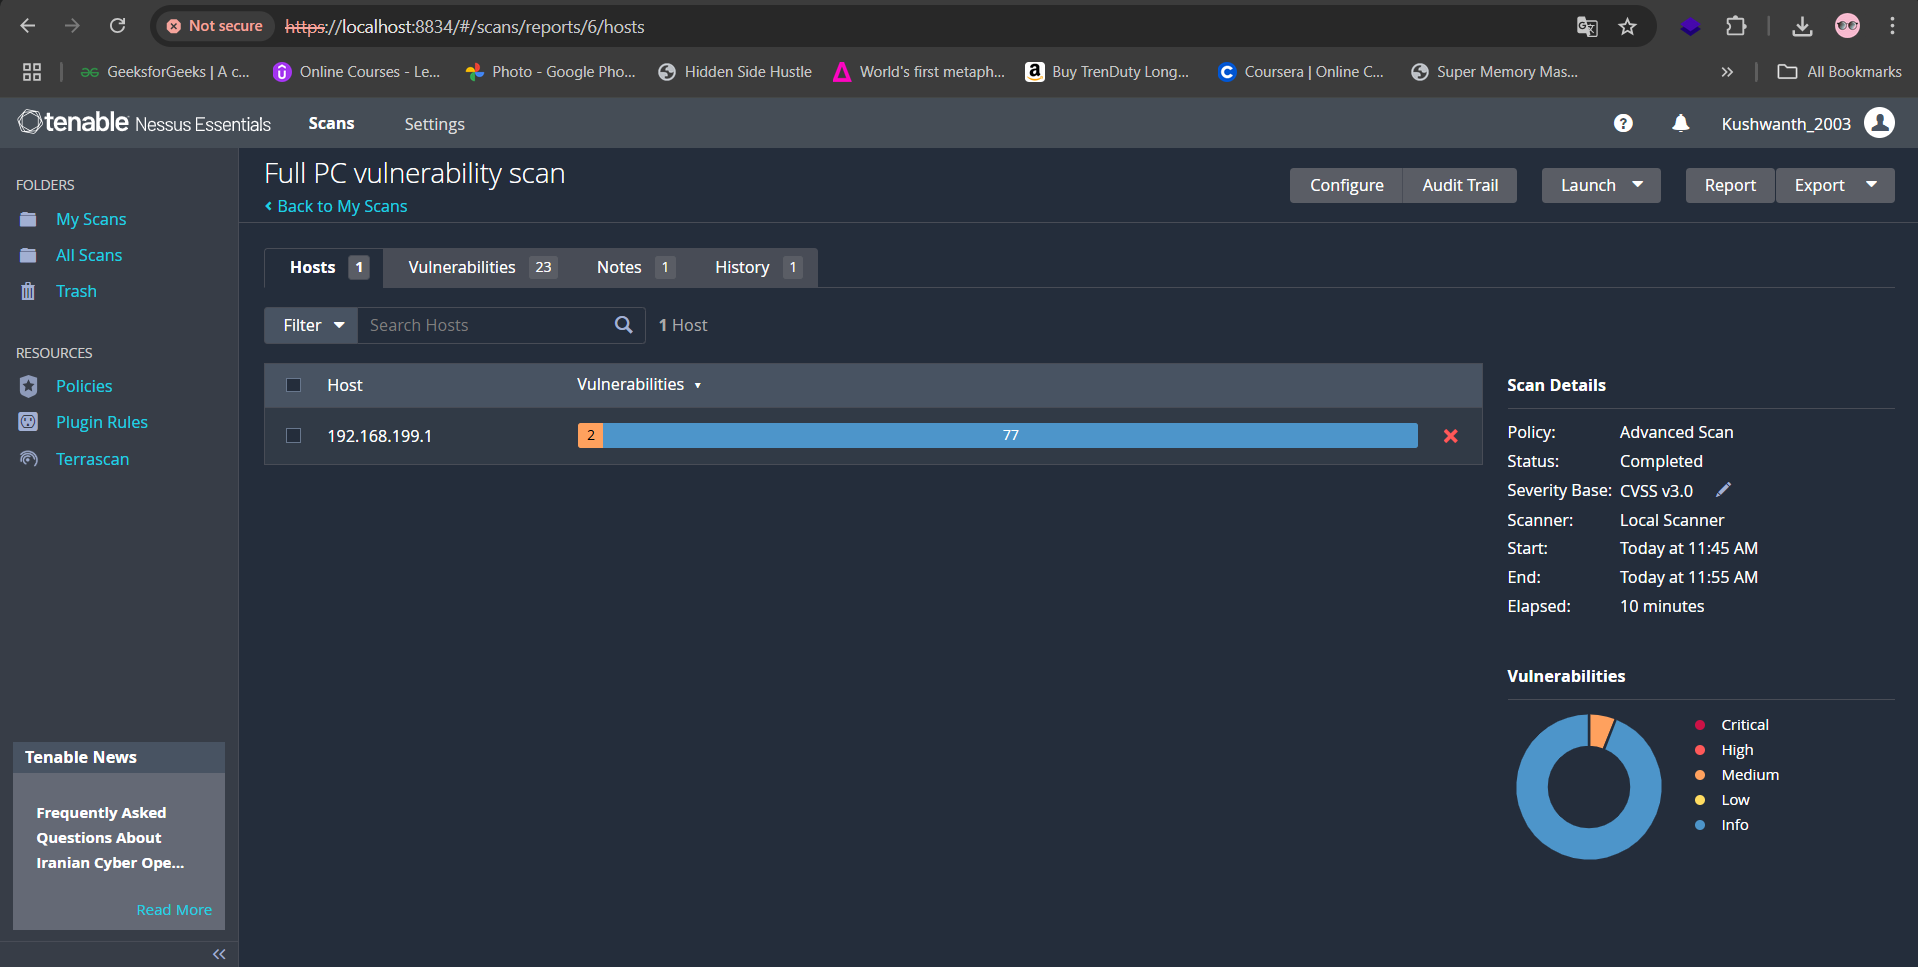 Not secure
https://localhost:8834/#/scans/reports/6/hosts
GeeksforGeeks | A c...
Online Courses - Le...
Photo - Google Pho...
Hidden Side Hustle
World's first metaph...
Buy TrenDuty Long...
Coursera | Online C...
Super Memory Mas...
All Bookmarks
tenable Nessus Essentials
Scans
Settings
Kushwanth_2003
FOLDERS
My Scans
All Scans
Trash
RESOURCES
Policies
Plugin Rules
Terrascan
Tenable News
Frequently Asked
Questions About
Iranian Cyber Ope...
Read More
Full PC vulnerability scan
Back to My Scans
Configure
Audit Trail
Launch
Report
Export
Hosts 1
Vulnerabilities 23
Notes 1
History 1
Filter
Search Hosts
1 Host
Host
Vulnerabilities
192.168.199.1
2
77
Scan Details
Policy: Advanced Scan
Status: Completed
Severity Base: CVSS v3.0
Scanner: Local Scanner
Start: Today at 11:45 AM
End: Today at 11:55 AM
Elapsed: 10 minutes
Vulnerabilities
Critical
High
Medium
Low
Info